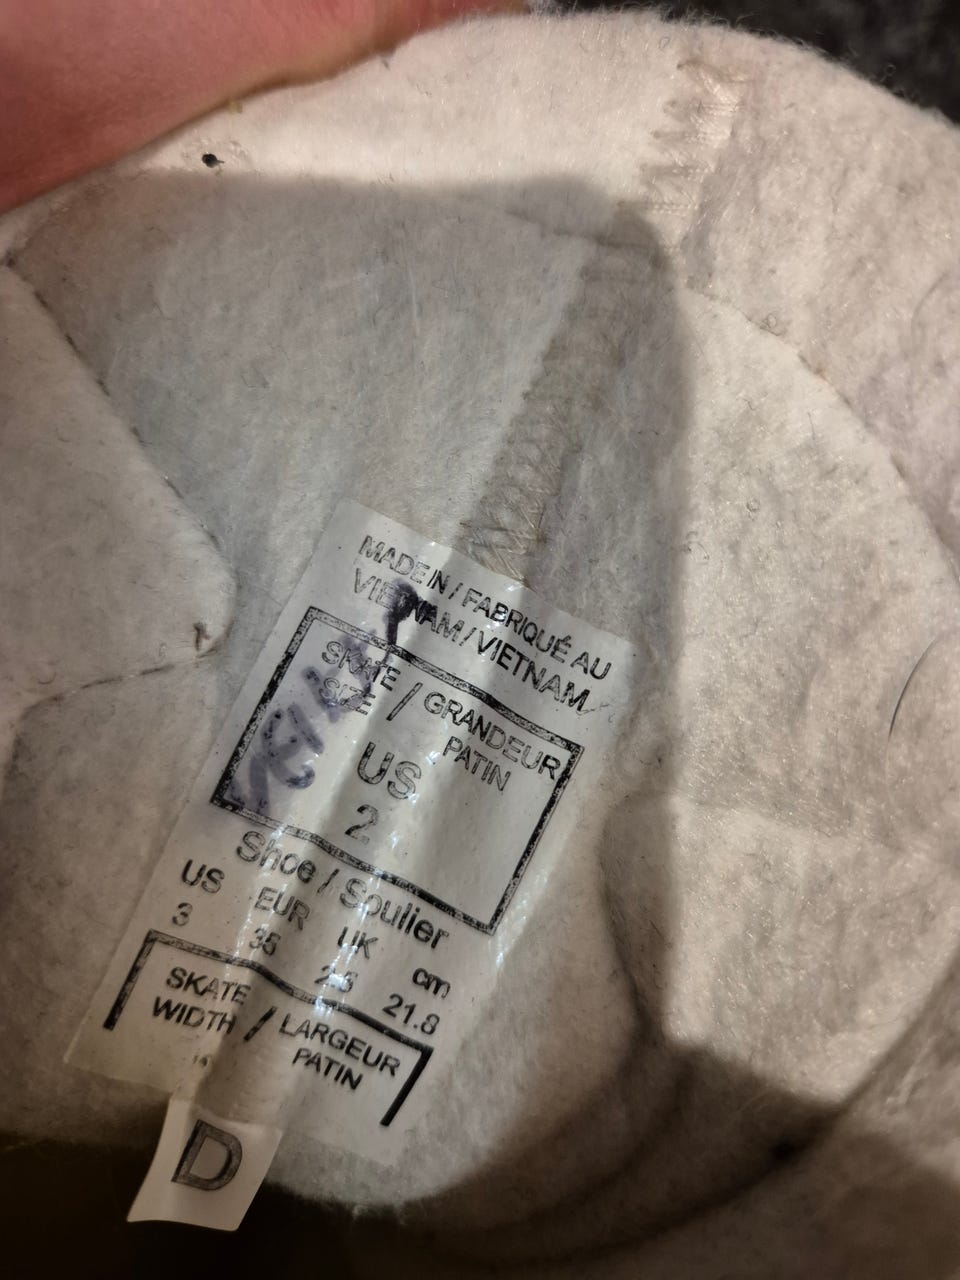 MADE IN / FABRIQUÉ AU
VIETNAM / VIETNAM
SKATE SIZE / GRANDEUR PATIN
US
2
Shoe / Soulier
US EUR UK cm
3 35 2.5 21.8
SKATE WIDTH / LARGEUR PATIN
D